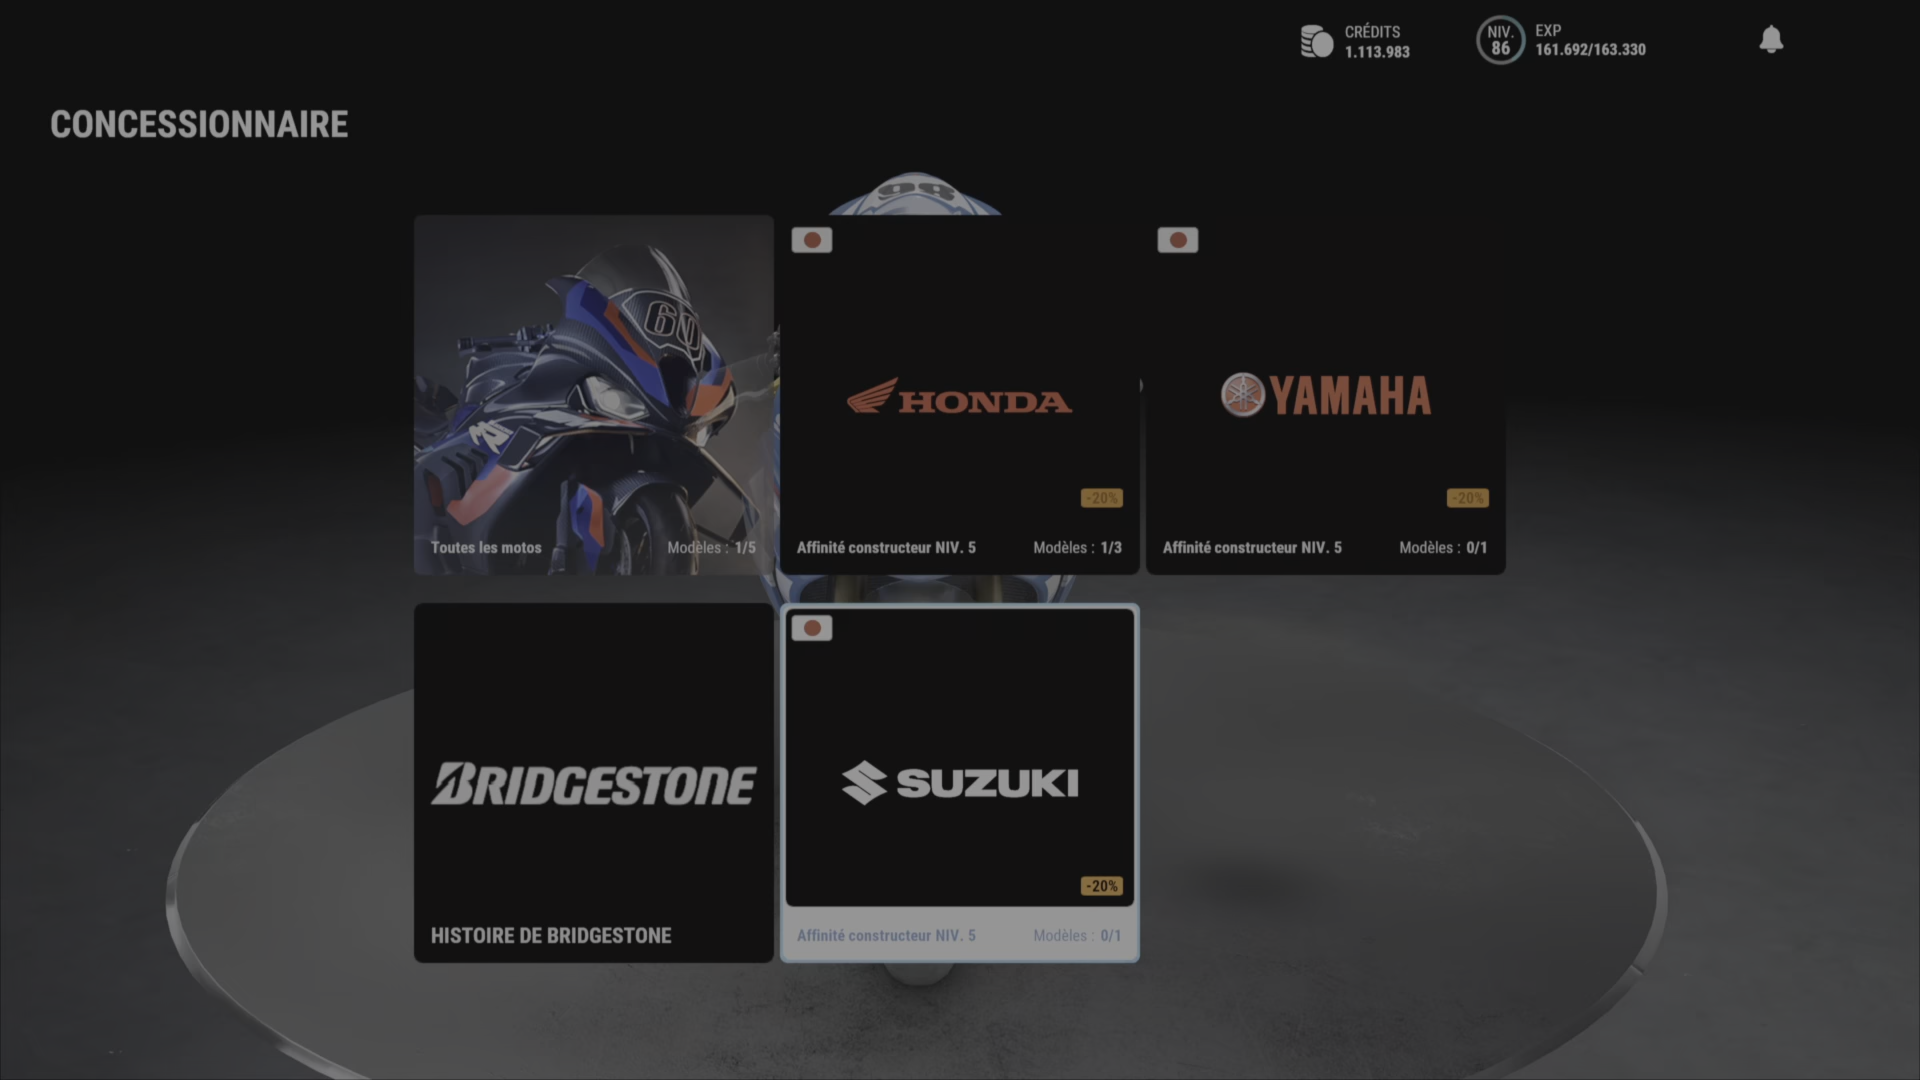 CRÉDITS
1.113.983
NIV.
86
EXP
161.692/163.330
CONCESSIONNAIRE
98
60
Toutes les motos
Modèles : 1/5
HONDA
-20%
Affinité constructeur NIV. 5
Modèles : 1/3
YAMAHA
-20%
Affinité constructeur NIV. 5
Modèles : 0/1
BRIDGESTONE
HISTOIRE DE BRIDGESTONE
SUZUKI
-20%
Affinité constructeur NIV. 5
Modèles : 0/1